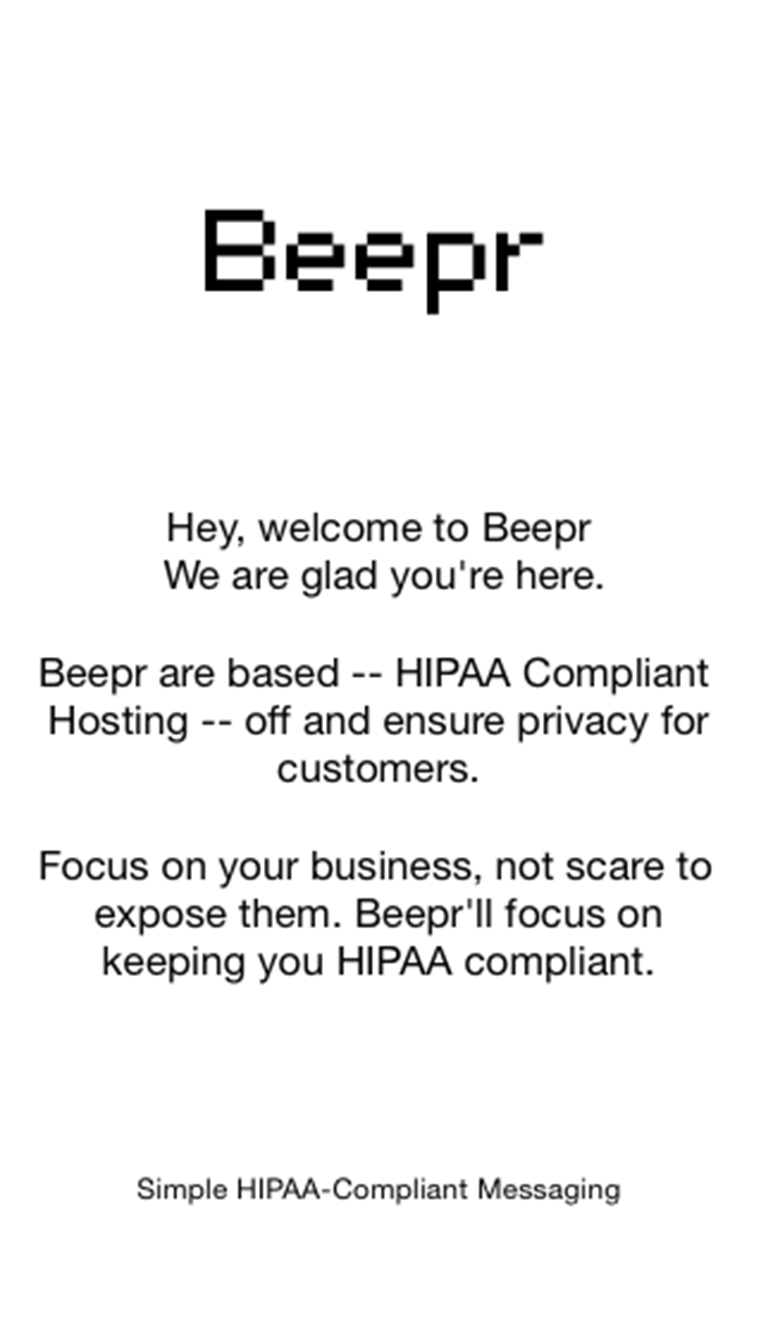 Beepr
Hey, welcome to Beepr
We are glad you're here.
Beepr are based -- HIPAA Compliant
Hosting -- off and ensure privacy for
customers.
Focus on your business, not scare to
expose them. Beepr'll focus on
keeping you HIPAA compliant.
Simple HIPAA-Compliant Messaging